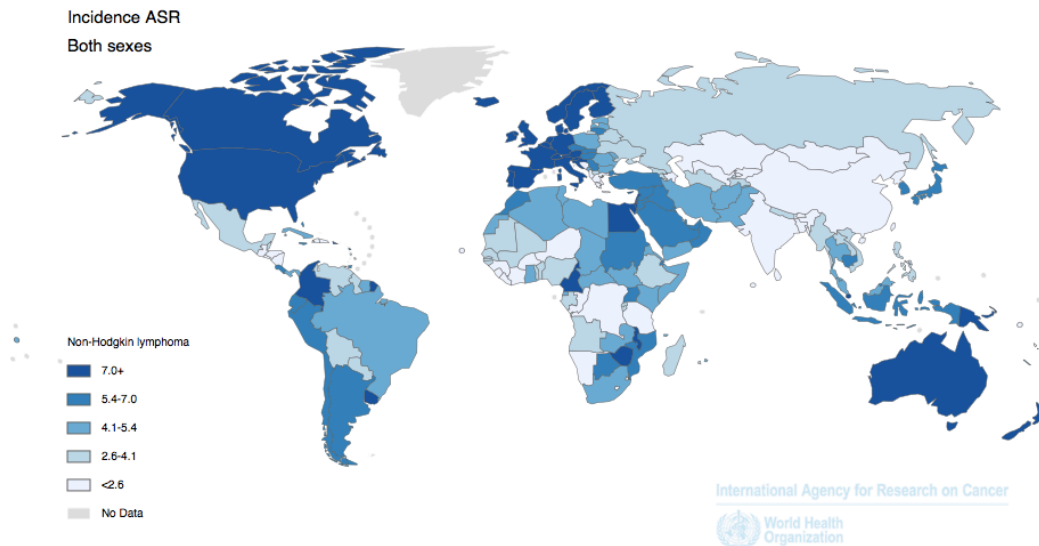 Incidence ASR
Both sexes
Non-Hodgkin lymphoma
7.0+
5.4-7.0
4.1-5.4
2.6-4.1
<2.6
No Data
International Agency for Research on Cancer
World Health
Organization